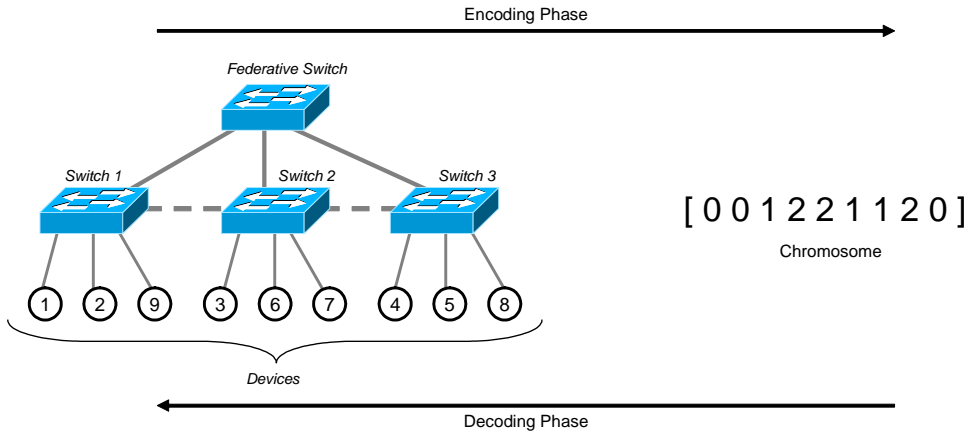 Encoding Phase
Federative Switch
Switch 1
Switch 2
Switch 3
[ 0 0 1 2 2 1 1 2 0 ]
Chromosome
1 2 9 3 6 7 4 5 8
Devices
Decoding Phase